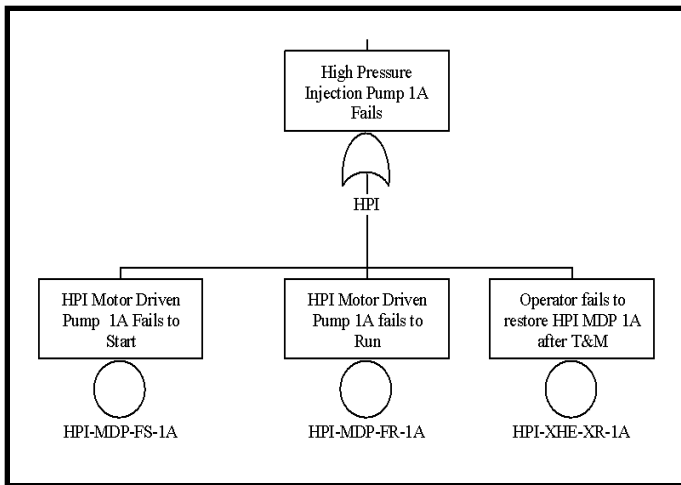 High Pressure
Injection Pump 1A
Fails
HPI
HPI Motor Driven
Pump 1A Fails to
Start
HPI Motor Driven
Pump 1A fails to
Run
Operator fails to
restore HPI MDP 1A
after T&M
HPI-MDP-FS-1A
HPI-MDP-FR-1A
HPI-XHE-XR-1A